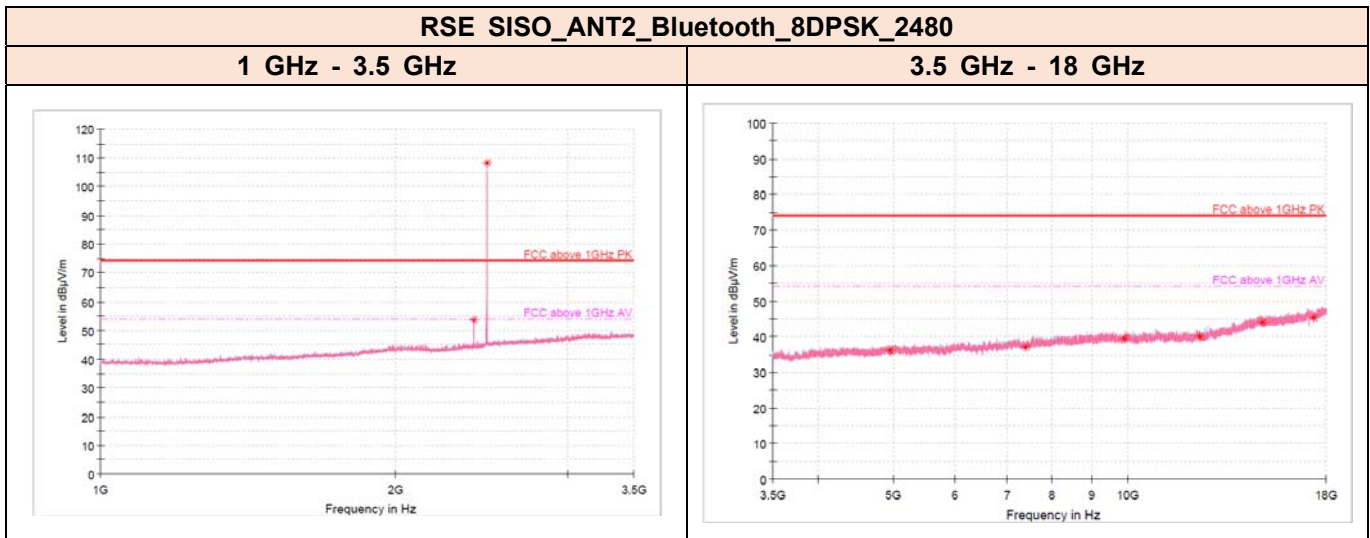 RSE SISO_ANT2_Bluetooth_8DPSK_2480
1 GHz - 3.5 GHz
3.5 GHz - 18 GHz
120
110
100
90
80
70
60
50
40
30
20
10
0
Level in dBµV/m
FCC above 1GHz PK
FCC above 1GHz AV
1G
2G
3.5G
Frequency in Hz
100
90
80
70
60
50
40
30
20
10
0
Level in dBµV/m
FCC above 1GHz PK
FCC above 1GHz AV
3.5G
5G
6
7
8
9
10G
18G
Frequency in Hz